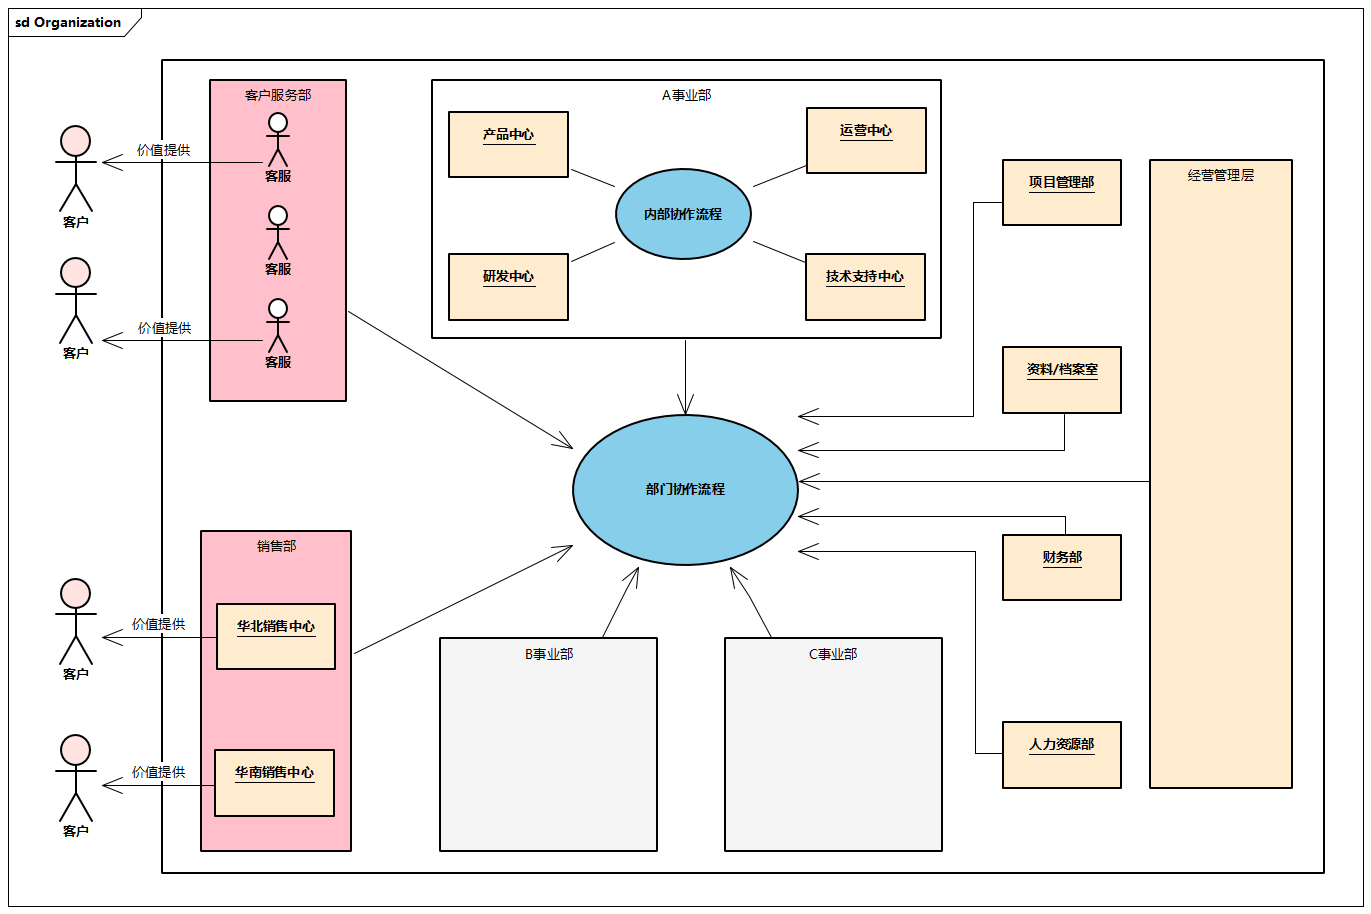 sd Organization
客户服务部
客服
客服
客服
价值提供
客户
价值提供
客户
A事业部
产品中心
运营中心
内部协作流程
研发中心
技术支持中心
项目管理部
经营管理层
资料/档案室
部门协作流程
财务部
人力资源部
销售部
华北销售中心
价值提供
客户
华南销售中心
价值提供
客户
B事业部
C事业部